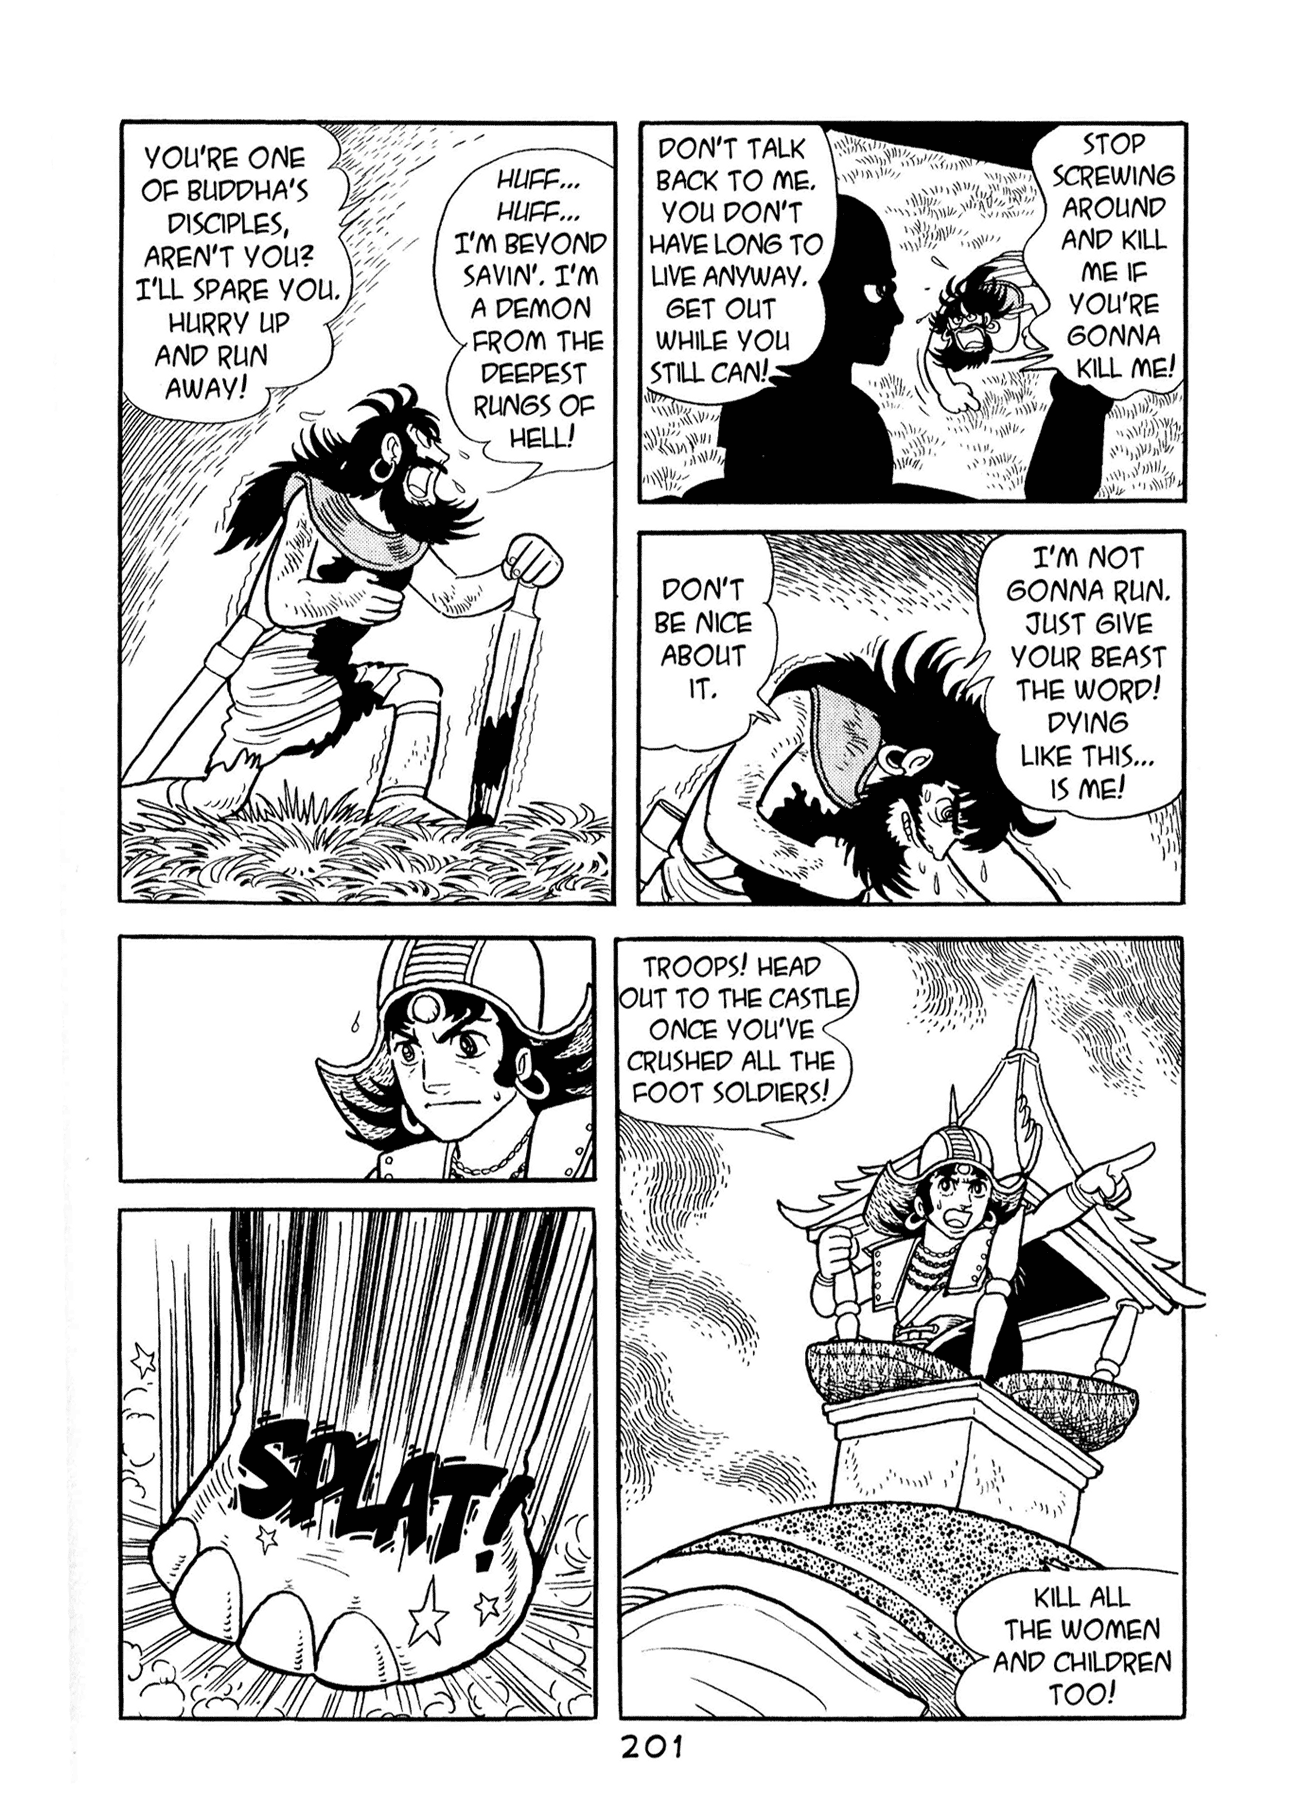 YOU'RE ONE
OF BUDDHA'S
DISCIPLES,
AREN'T YOU?
I'LL SPARE YOU.
HURRY UP
AND RUN
AWAY!
HUFF...
HUFF...
I'M BEYOND
SAVIN'. I'M
A DEMON
FROM THE
DEEPEST
RUNGS OF
HELL!
DON'T TALK
BACK TO ME.
YOU DON'T
HAVE LONG TO
LIVE ANYWAY.
GET OUT
WHILE YOU
STILL CAN!
STOP
SCREWING
AROUND
AND KILL
ME IF
YOU'RE
GONNA
KILL ME!
DON'T
BE NICE
ABOUT
IT.
I'M NOT
GONNA RUN.
JUST GIVE
YOUR BEAST
THE WORD!
DYING
LIKE THIS...
IS ME!
SPLAT!
TROOPS! HEAD
OUT TO THE CASTLE
ONCE YOU'VE
CRUSHED ALL THE
FOOT SOLDIERS!
KILL ALL
THE WOMEN
AND CHILDREN
TOO!
201